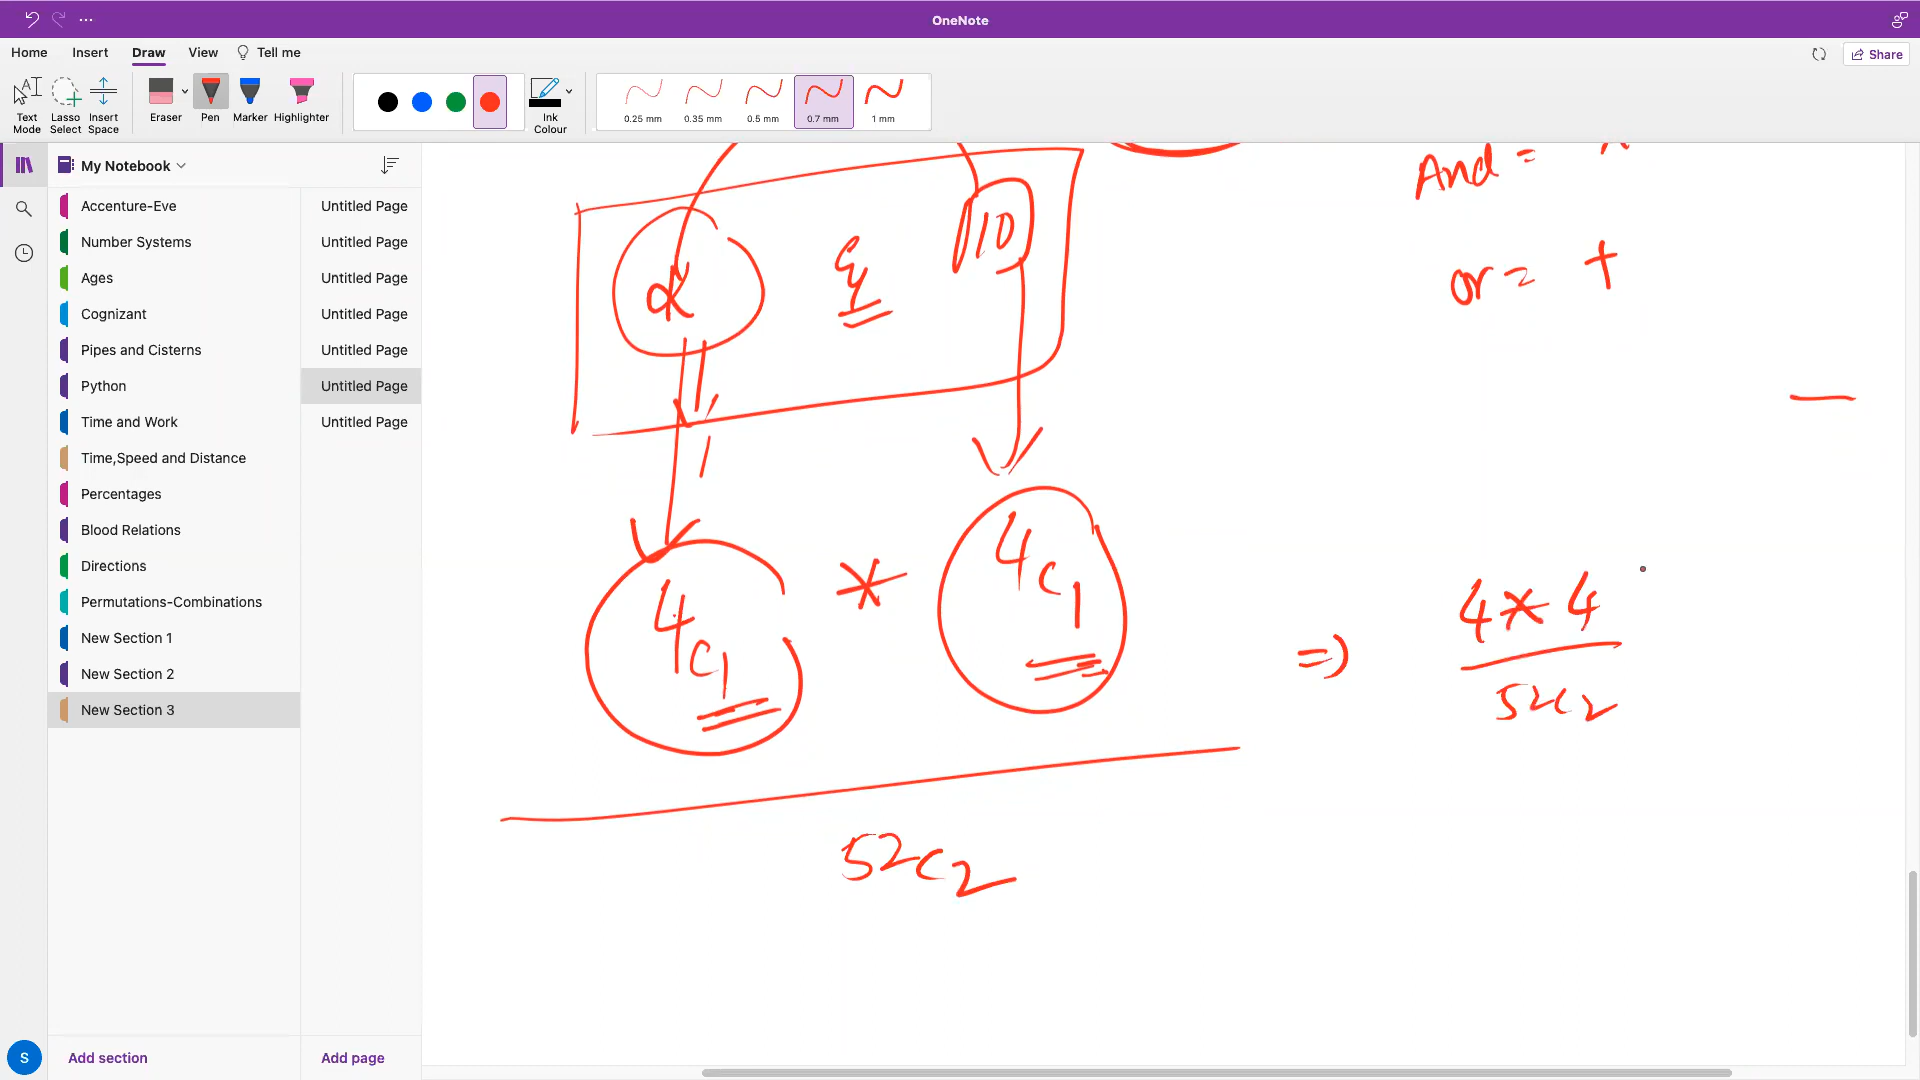 OneNote
Home Insert Draw View Tell me
Share
Text Mode
Lasso Select
Insert Space
Eraser
Pen
Marker
Highlighter
Ink Colour
0.25 mm
0.35 mm
0.5 mm
0.7 mm
1 mm
My Notebook
Accenture-Eve
Number Systems
Ages
Cognizant
Pipes and Cisterns
Python
Time and Work
Time,Speed and Distance
Percentages
Blood Relations
Directions
Permutations-Combinations
New Section 1
New Section 2
New Section 3
Untitled Page
Untitled Page
Untitled Page
Untitled Page
Untitled Page
Untitled Page
Untitled Page
S
Add section
Add page
And =
or = +
10
4C1 * 4C1
52C2
=> 4*4
52C2